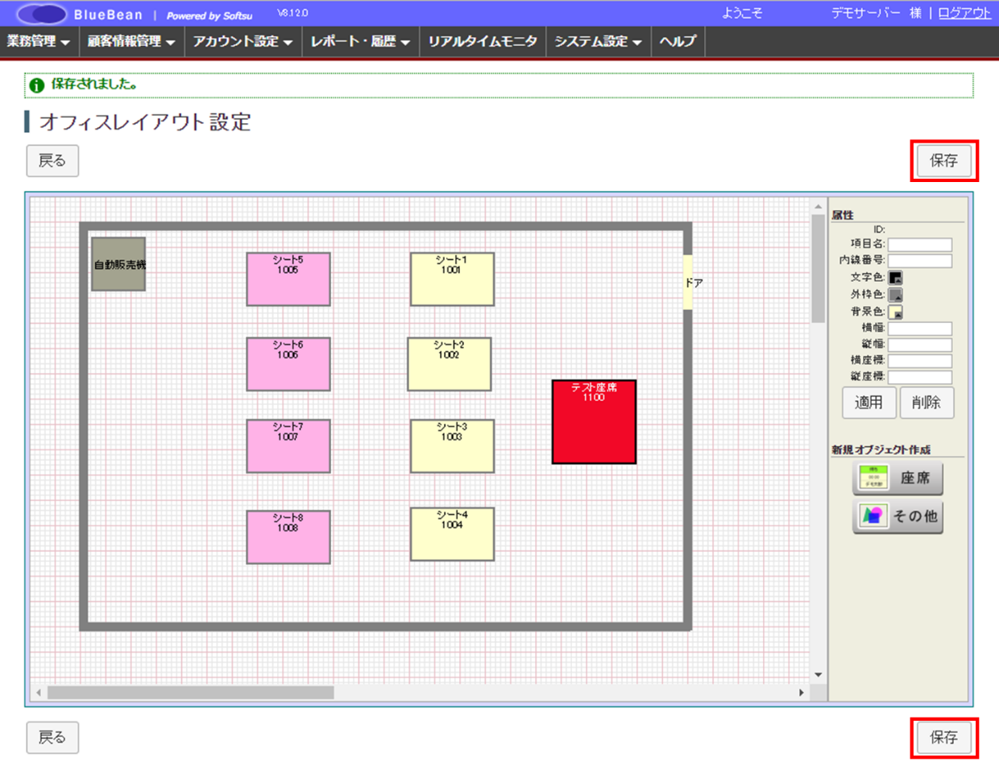 BlueBean | Powered by Softsu V8.12.0 ようこそ デモサーバー 様 | ログアウト
業務管理 顧客情報管理 アカウント設定 レポート・履歴 リアルタイムモニタ システム設定 ヘルプ
保存されました。
オフィスレイアウト設定
戻る 保存
自動販売機
シート5
1005
シート1
1001
ドア
シート6
1006
シート2
1002
テスト座席
1100
シート7
1007
シート3
1003
シート8
1008
シート4
1004
属性
ID:
項目名:
内線番号:
文字色:
外枠色:
背景色:
横幅:
縦幅:
横座標:
縦座標:
適用 削除
新規オブジェクト作成
座席
その他
戻る 保存